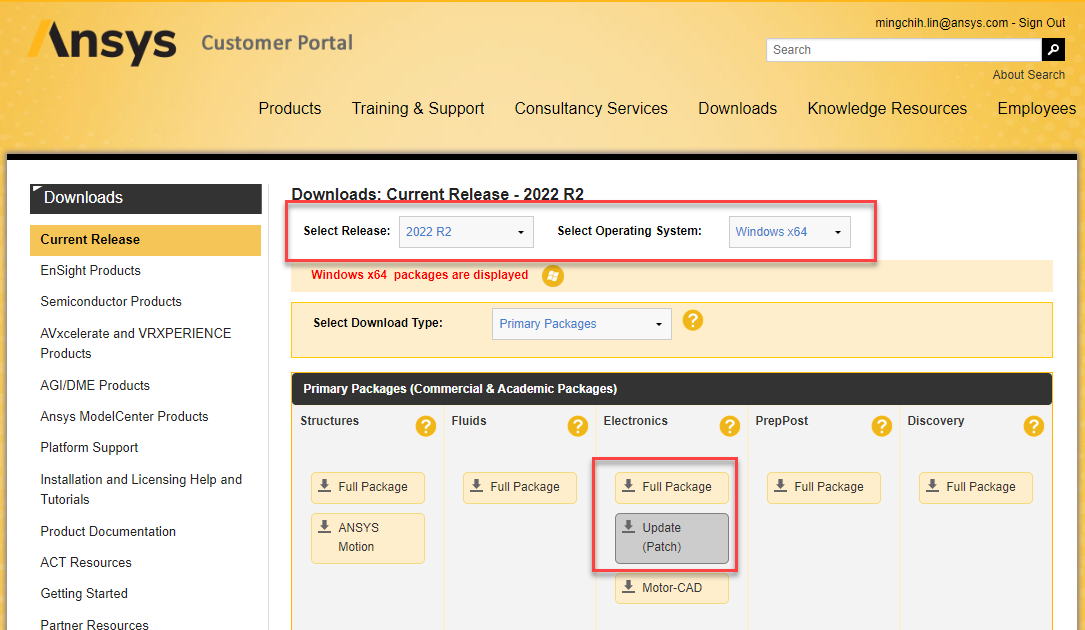 mingchih.lin@ansys.com - Sign Out
Ansys Customer Portal
Search
About Search
Products Training & Support Consultancy Services Downloads Knowledge Resources Employees
Downloads
Current Release
EnSight Products
Semiconductor Products
AVxcelerate and VRXPERIENCE
Products
AGI/DME Products
Ansys ModelCenter Products
Platform Support
Installation and Licensing Help and
Tutorials
Product Documentation
ACT Resources
Getting Started
Partner Resources
Downloads: Current Release - 2022 R2
Select Release: 2022 R2 Select Operating System: Windows x64
Windows x64 packages are displayed
Select Download Type: Primary Packages ?
Primary Packages (Commercial & Academic Packages)
Structures ? Fluids ? Electronics ? PrepPost ? Discovery ?
Full Package Full Package Full Package Full Package Full Package
ANSYS
Motion
Update
(Patch)
Motor-CAD